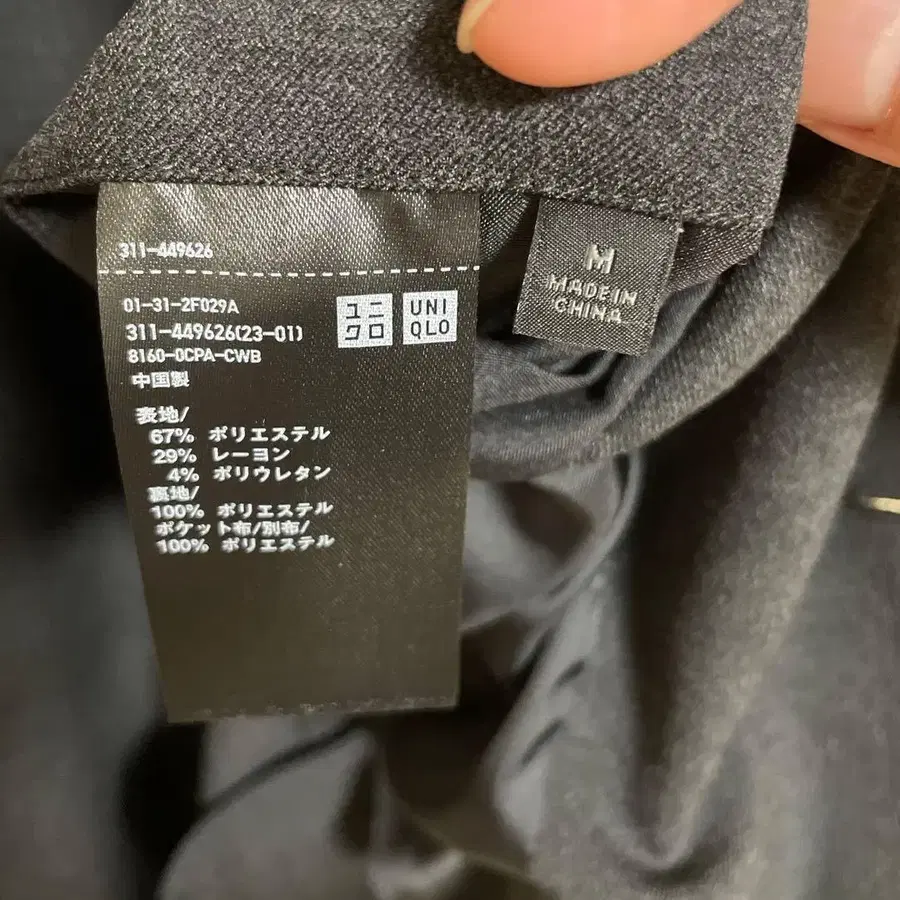 311-449626
01-31-2F029A
311-449626(23-01)
8160-0CPA-CWB
中国製
ユニ
クロ
UNI
QLO
表地/
67% ポリエステル
29% レーヨン
4% ポリウレタン
裏地/
100% ポリエステル
ポケット布/別布/
100% ポリエステル
M
MADE IN
CHINA